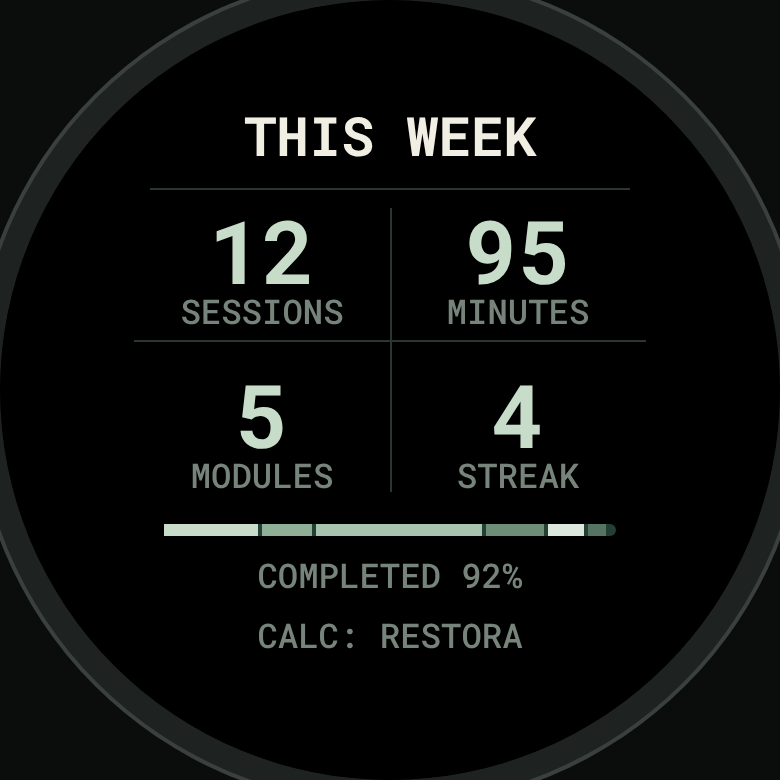 THIS WEEK
12 95
SESSIONS MINUTES
5 4
MODULES STREAK
COMPLETED 92%
CALC: RESTORA